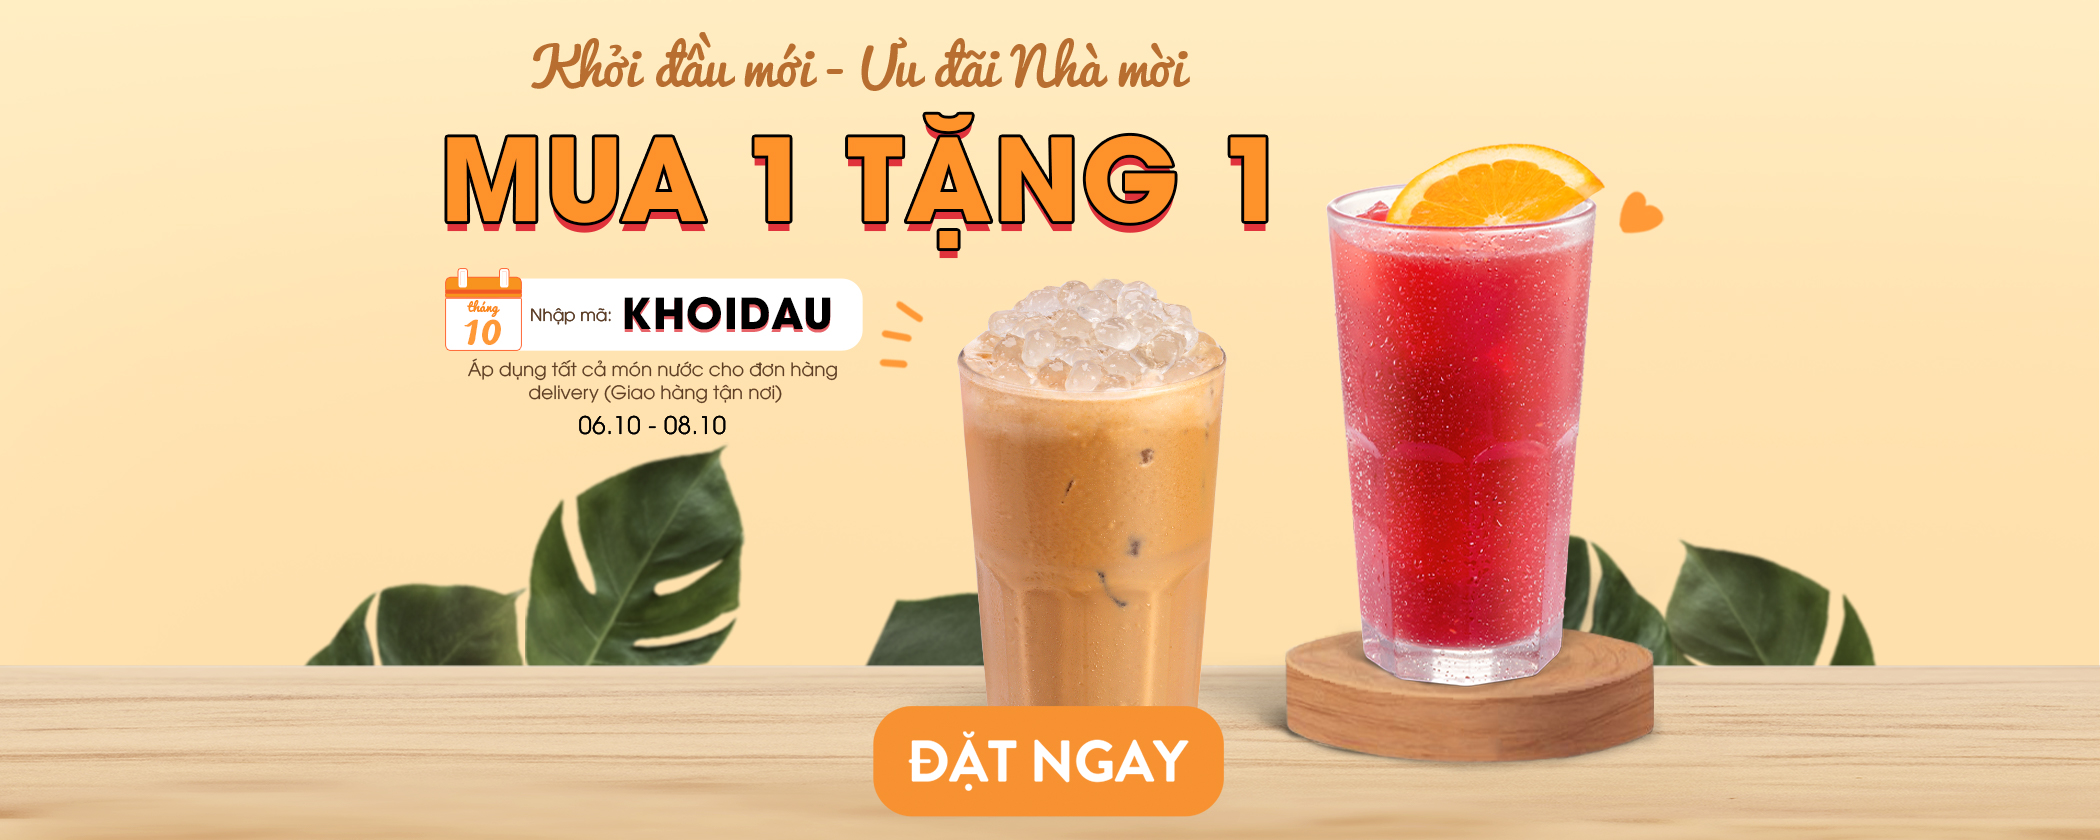 Khởi đầu mới - Ưu đãi Nhà mời
MUA 1 TẶNG 1
tháng
10
Nhập mã: KHOIDAU
Áp dụng tất cả món nước cho đơn hàng
delivery (Giao hàng tận nơi)
06.10 - 08.10
ĐẶT NGAY